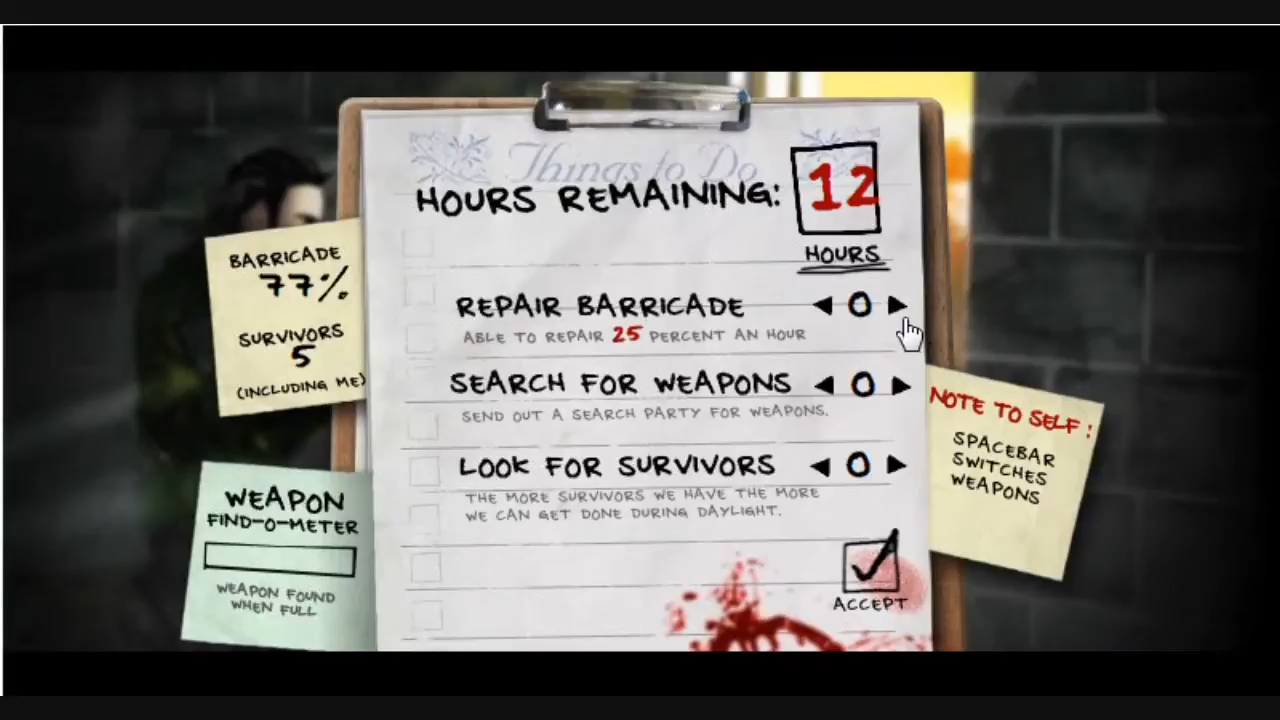 Things to Do
HOURS REMAINING: 12
HOURS
BARRICADE
77%
SURVIVORS
5
(INCLUDING ME)
REPAIR BARRICADE 0
ABLE TO REPAIR 25 PERCENT AN HOUR
SEARCH FOR WEAPONS 0
SEND OUT A SEARCH PARTY FOR WEAPONS.
LOOK FOR SURVIVORS 0
THE MORE SURVIVORS WE HAVE THE MORE
WE CAN GET DONE DURING DAYLIGHT.
ACCEPT
WEAPON
FIND-O-METER
WEAPON FOUND
WHEN FULL
NOTE TO SELF:
SPACEBAR
SWITCHES
WEAPONS